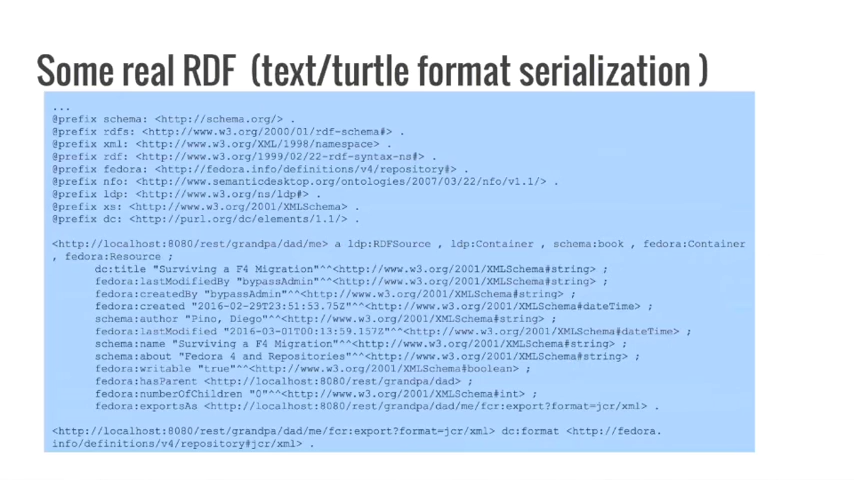 Some real RDF (text/turtle format serialization )
...
@prefix schema: <http://schema.org/> .
@prefix rdfs: <http://www.w3.org/2000/01/rdf-schema#> .
@prefix xml: <http://www.w3.org/XML/1998/namespace> .
@prefix rdf: <http://www.w3.org/1999/02/22-rdf-syntax-ns#> .
@prefix fedora: <http://fedora.info/definitions/v4/repository#> .
@prefix nfo: <http://www.semanticdesktop.org/ontologies/2007/03/22/nfo/v1.1/> .
@prefix ldp: <http://www.w3.org/ns/ldp#> .
@prefix xs: <http://www.w3.org/2001/XMLSchema> .
@prefix dc: <http://purl.org/dc/elements/1.1/> .
<http://localhost:8080/rest/grandpa/dad/me> a ldp:RDFSource , ldp:Container , schema:book , fedora:Container
, fedora:Resource ;
dc:title "Surviving a F4 Migration"^^<http://www.w3.org/2001/XMLSchema#string> ;
fedora:lastModifiedBy "bypassAdmin"^^<http://www.w3.org/2001/XMLSchema#string> ;
fedora:createdBy "bypassAdmin"^^<http://www.w3.org/2001/XMLSchema#string> ;
fedora:created "2016-02-29T23:51:53.75Z"^^<http://www.w3.org/2001/XMLSchema#dateTime> ;
schema:author "Pino, Diego"^^<http://www.w3.org/2001/XMLSchema#string> ;
fedora:lastModified "2016-03-01T00:13:59.157Z"^^<http://www.w3.org/2001/XMLSchema#dateTime> ;
schema:name "Surviving a F4 Migration"^^<http://www.w3.org/2001/XMLSchema#string> ;
schema:about "Fedora 4 and Repositories"^^<http://www.w3.org/2001/XMLSchema#string> ;
fedora:writable "true"^^<http://www.w3.org/2001/XMLSchema#boolean> ;
fedora:hasParent <http://localhost:8080/rest/grandpa/dad> ;
fedora:numberOfChildren "0"^^<http://www.w3.org/2001/XMLSchema#int> ;
fedora:exportsAs <http://localhost:8080/rest/grandpa/dad/me/fcr:export?format=jcr/xml> .
<http://localhost:8080/rest/grandpa/dad/me/fcr:export?format=jcr/xml> dc:format <http://fedora.
info/definitions/v4/repository#jcr/xml> .